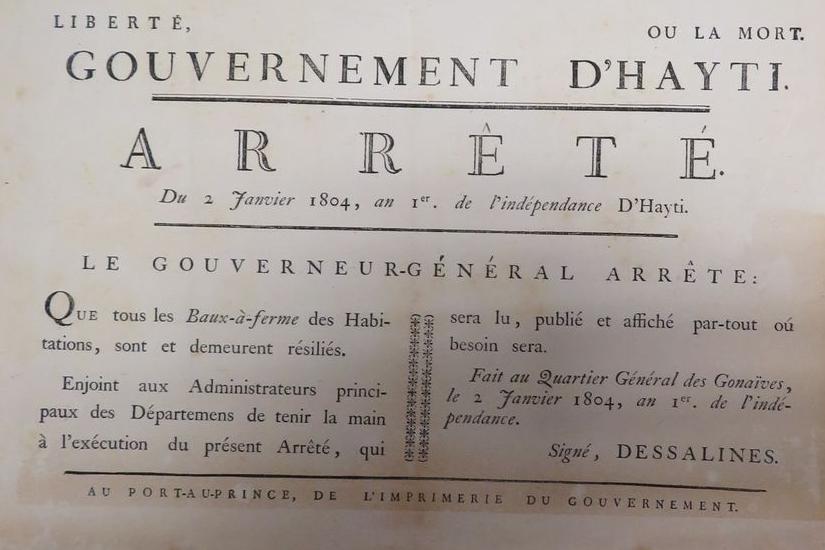 LIBERTÉ, OU LA MORT.
GOUVERNEMENT D'HAYTI.
ARRÊTÉ.
Du 2 Janvier 1804, an 1er. de l'indépendance D'Hayti.
LE GOUVERNEUR-GÉNÉRAL ARRÊTE:
QUE tous les Baux-à-ferme des Habi-
tations, sont et demeurent résiliés.
Enjoint aux Administrateurs princi-
paux des Départemens de tenir la main
à l'exécution du présent Arrêté, qui
sera lu, publié et affiché par-tout oú
besoin sera.
Fait au Quartier Général des Gonaïves,
le 2 Janvier 1804, an 1er. de l'indé-
pendance.
Signé, DESSALINES.
AU PORT-AU-PRINCE, DE L'IMPRIMERIE DU GOUVERNEMENT.